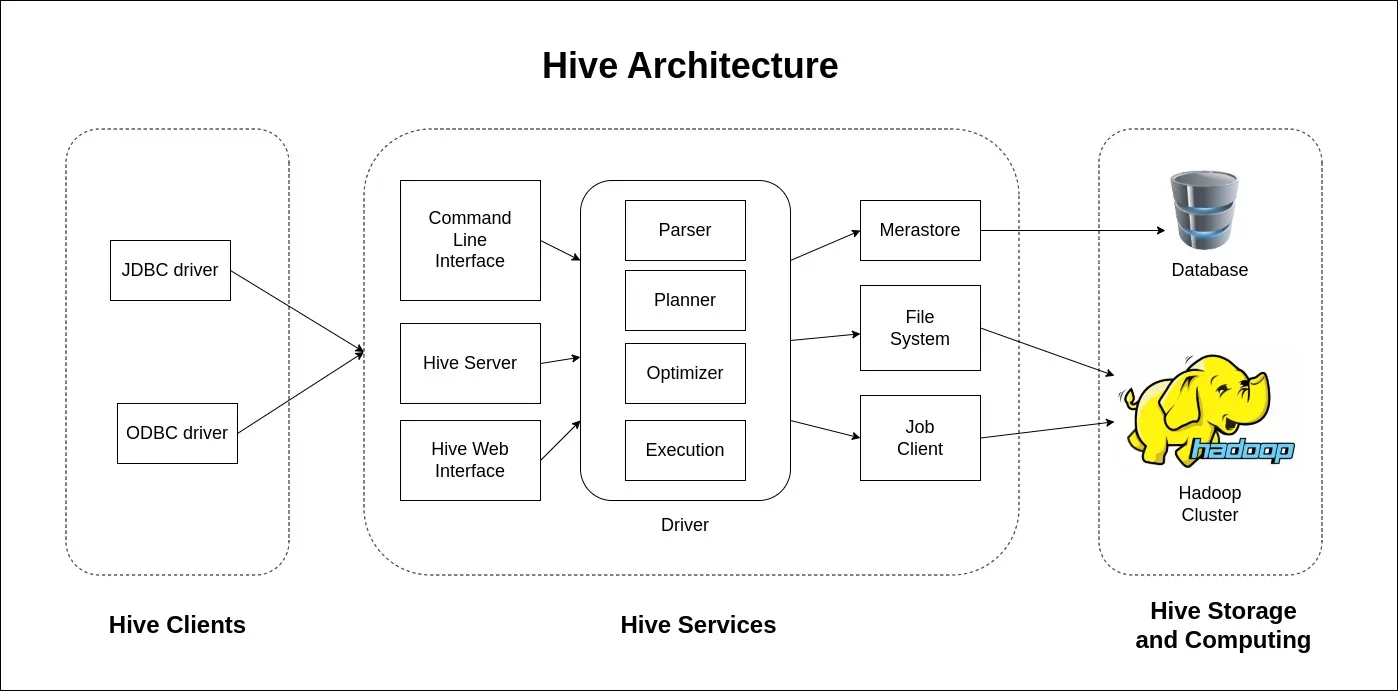 Hive Architecture
JDBC driver
ODBC driver
Hive Clients
Command
Line
Interface
Hive Server
Hive Web
Interface
Parser
Planner
Optimizer
Execution
Driver
Merastore
File
System
Job
Client
Hive Services
Database
hadoop
Hadoop
Cluster
Hive Storage
and Computing